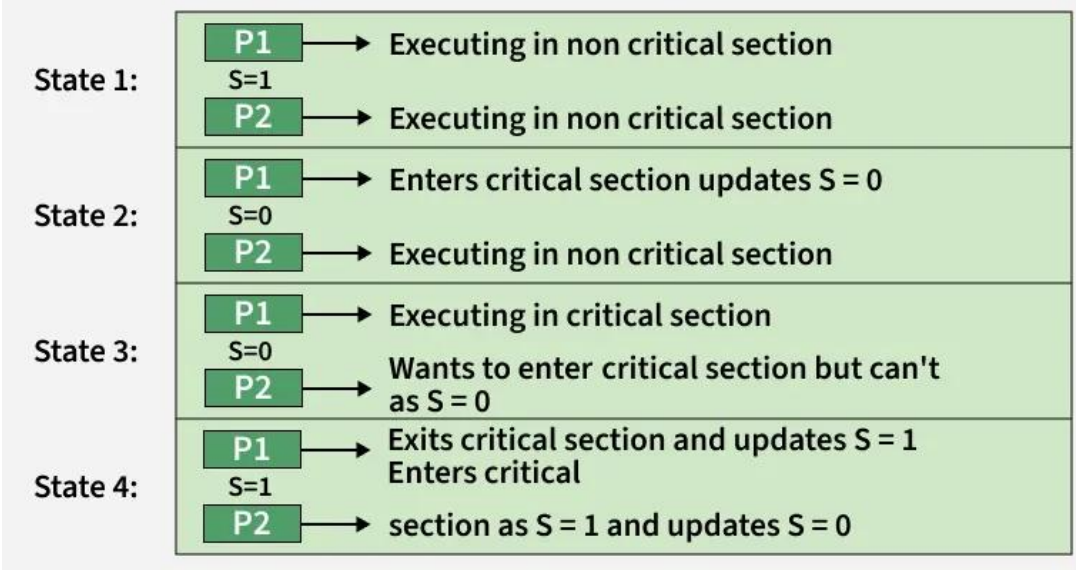 State 1:
P1
Executing in non critical section
S=1
P2
Executing in non critical section
State 2:
P1
Enters critical section updates S = 0
S=0
P2
Executing in non critical section
State 3:
P1
Executing in critical section
S=0
P2
Wants to enter critical section but can't
as S = 0
State 4:
P1
Exits critical section and updates S = 1
Enters critical
S=1
P2
section as S = 1 and updates S = 0